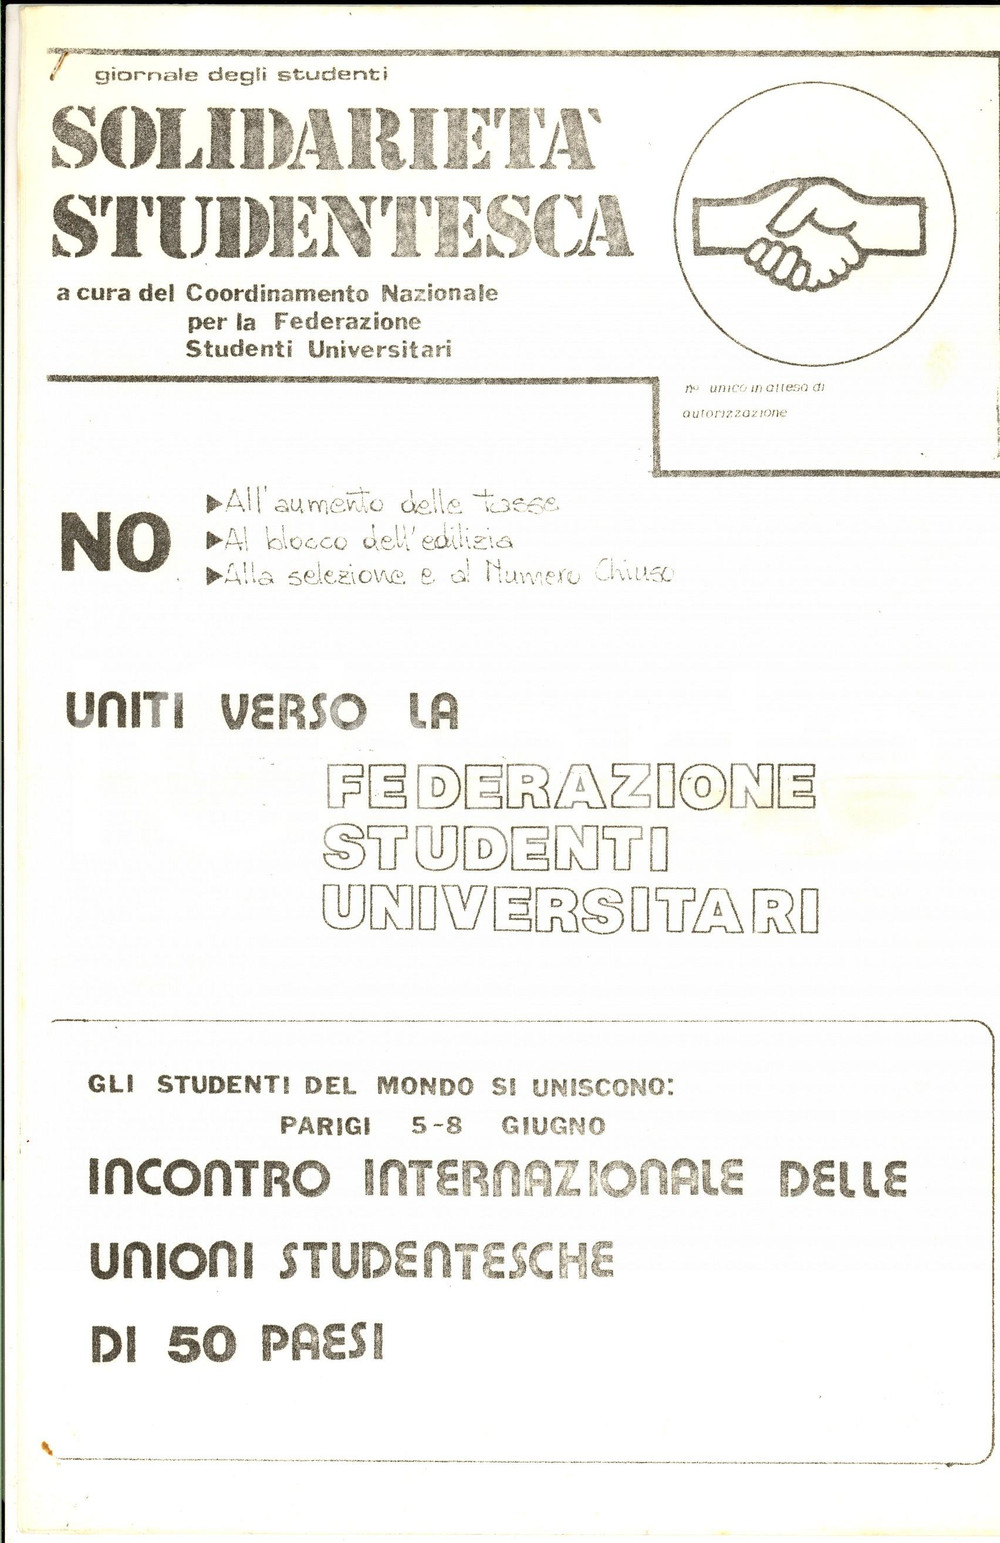 giornale degli studenti
SOLIDARIETA'
STUDENTESCA
a cura del Coordinamento Nazionale
per la Federazione
Studenti Universitari
n° unico in attesa di
autorizzazione
NO
▶All'aumento delle tasse
▶Al blocco dell'edilizia
▶Alla selezione e al Numero Chiuso
UNITI VERSO LA
FEDERAZIONE
STUDENTI
UNIVERSITARI
GLI STUDENTI DEL MONDO SI UNISCONO:
PARIGI 5-8 GIUGNO
INCONTRO INTERNAZIONALE DELLE
UNIONI STUDENTESCHE
DI 50 PAESI